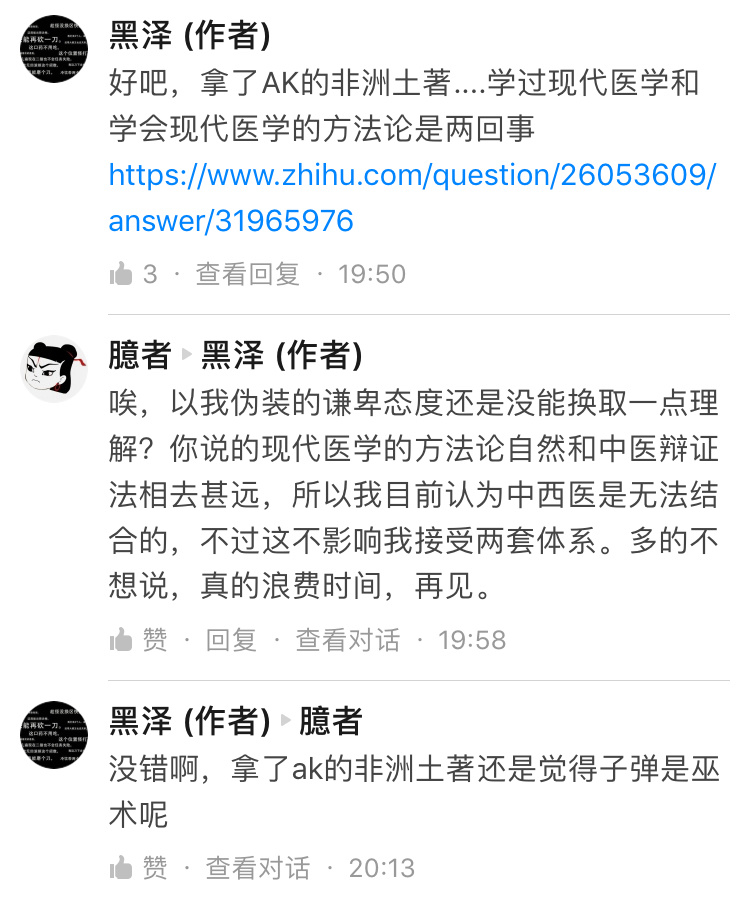 黑泽 (作者)
好吧，拿了AK的非洲土著....学过现代医学和
学会现代医学的方法论是两回事
https://www.zhihu.com/question/26053609/
answer/31965976
3 · 查看回复 · 19:50
臆者 ▸ 黑泽 (作者)
唉，以我伪装的谦卑态度还是没能换取一点理
解？你说的现代医学的方法论自然和中医辩证
法相去甚远，所以我目前认为中西医是无法结
合的，不过这不影响我接受两套体系。多的不
想说，真的浪费时间，再见。
赞 · 回复 · 查看对话 · 19:58
黑泽 (作者) ▸ 臆者
没错啊，拿了ak的非洲土著还是觉得子弹是巫
术呢
赞 · 查看对话 · 20:13